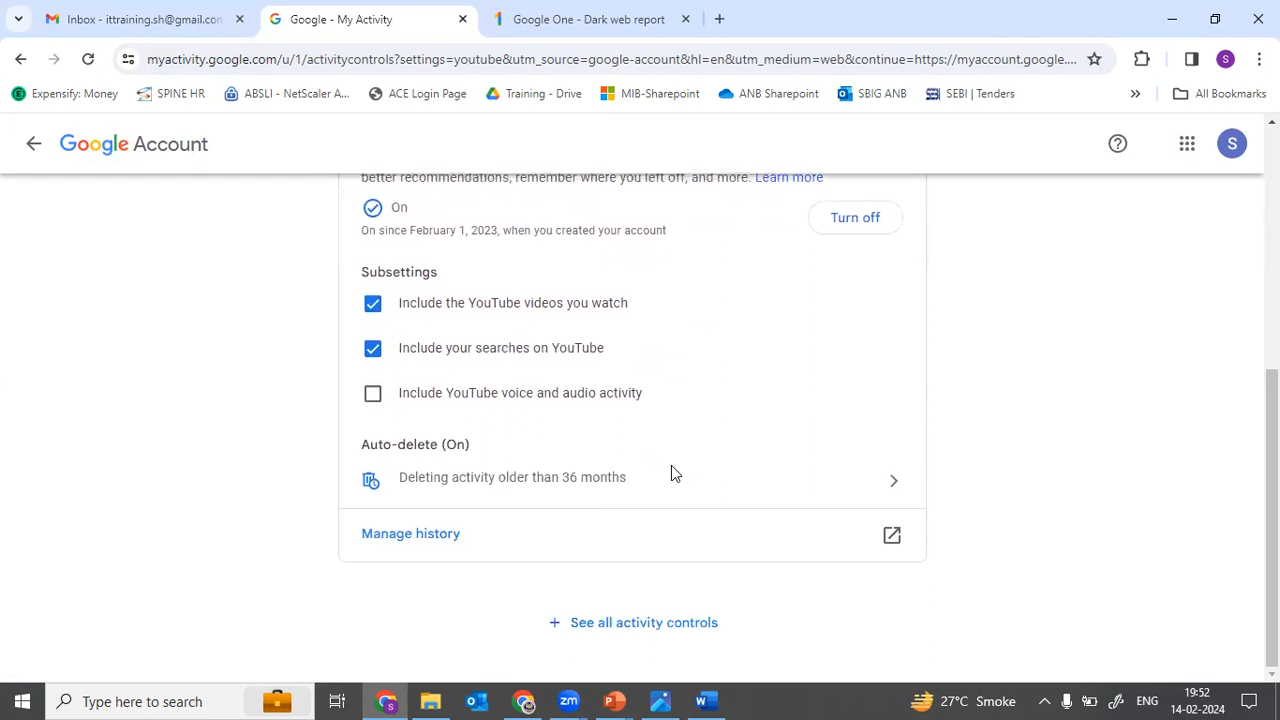 Inbox - ittraining.sh@gmail.con
Google - My Activity
Google One - Dark web report
myactivity.google.com/u/1/activitycontrols?settings=youtube&utm_source=google-account&hl=en&utm_medium=web&continue=https://myaccount.google....
Expensify: Money
SPINE HR
ABSLI - NetScaler A...
ACE Login Page
Training - Drive
MIB-Sharepoint
ANB Sharepoint
SBIG ANB
SEBI | Tenders
»
All Bookmarks
Google Account
S
better recommendations, remember where you left off, and more. Learn more
On
On since February 1, 2023, when you created your account
Turn off
Subsettings
Include the YouTube videos you watch
Include your searches on YouTube
Include YouTube voice and audio activity
Auto-delete (On)
Deleting activity older than 36 months
Manage history
+ See all activity controls
Type here to search
27°C Smoke
ENG
19:52
14-02-2024